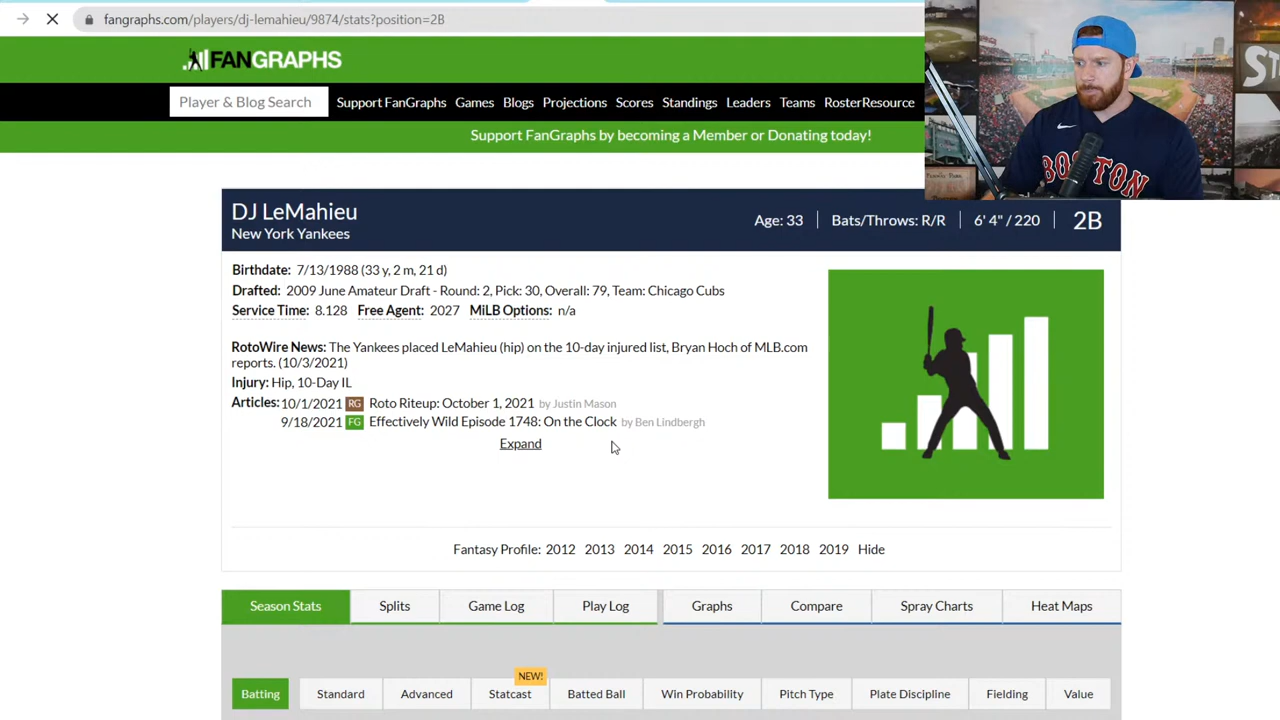 fangraphs.com/players/dj-lemahieu/9874/stats?position=2B
FANGRAPHS
Player & Blog Search Support FanGraphs Games Blogs Projections Scores Standings Leaders Teams RosterResource
Support FanGraphs by becoming a Member or Donating today!
DJ LeMahieu
New York Yankees
Age: 33 Bats/Throws: R/R 6' 4" / 220 2B
Birthdate: 7/13/1988 (33 y, 2 m, 21 d)
Drafted: 2009 June Amateur Draft - Round: 2, Pick: 30, Overall: 79, Team: Chicago Cubs
Service Time: 8.128 Free Agent: 2027 MiLB Options: n/a
RotoWire News: The Yankees placed LeMahieu (hip) on the 10-day injured list, Bryan Hoch of MLB.com
reports. (10/3/2021)
Injury: Hip, 10-Day IL
Articles: 10/1/2021 RG Roto Riteup: October 1, 2021 by Justin Mason
9/18/2021 FG Effectively Wild Episode 1748: On the Clock by Ben Lindbergh
Expand
Fantasy Profile: 2012 2013 2014 2015 2016 2017 2018 2019 Hide
Season Stats Splits Game Log Play Log Graphs Compare Spray Charts Heat Maps
NEW!
Batting Standard Advanced Statcast Batted Ball Win Probability Pitch Type Plate Discipline Fielding Value
BOSTON